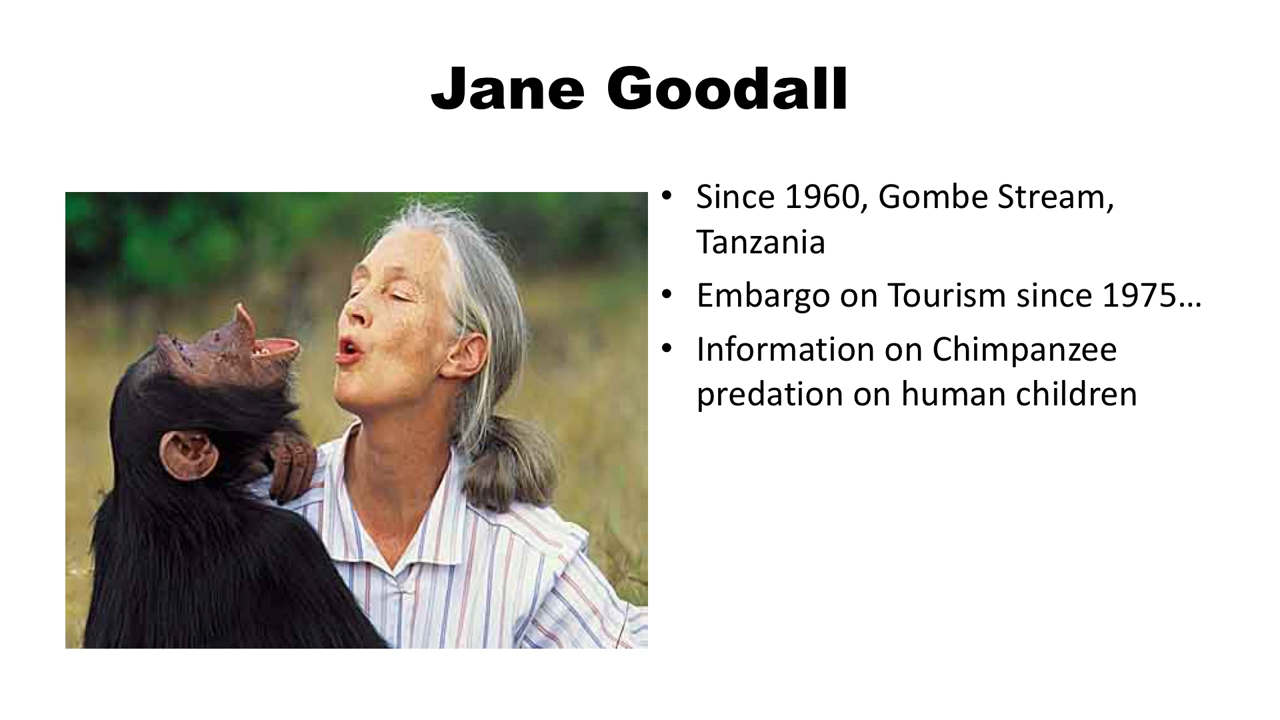 Jane Goodall
• Since 1960, Gombe Stream,
Tanzania
• Embargo on Tourism since 1975…
• Information on Chimpanzee
predation on human children